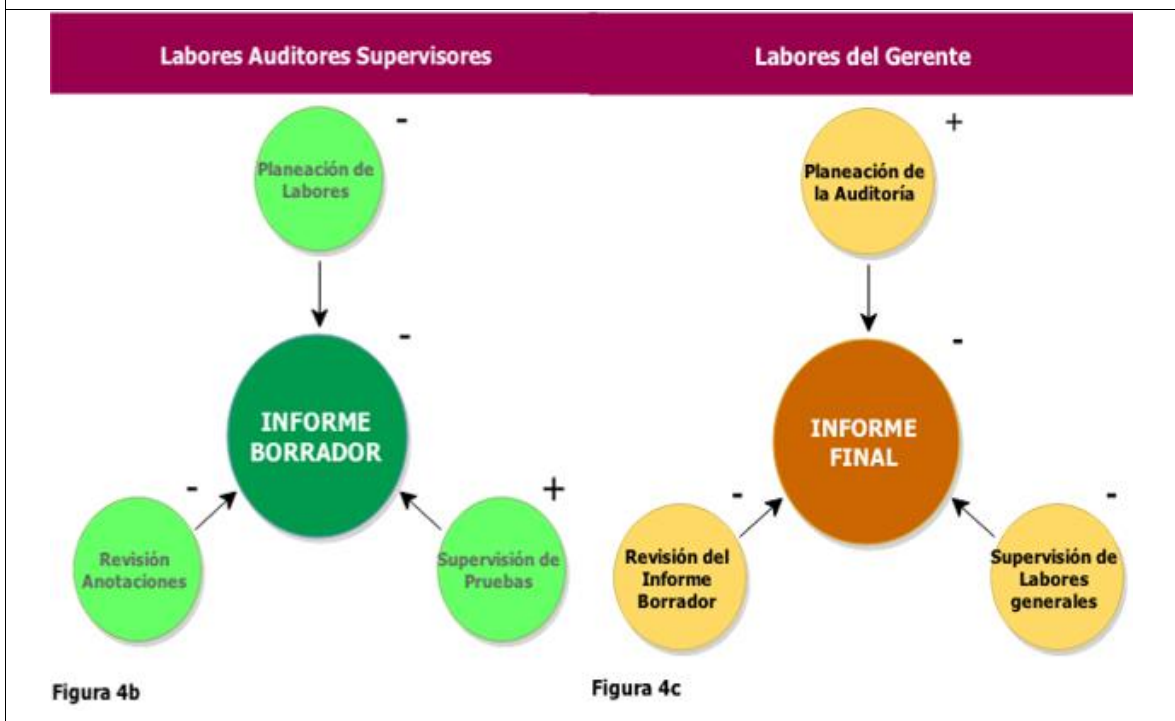 Labores Auditores Supervisores
-
Planeación de
Labores
-
INFORME
BORRADOR
-
Revisión
Anotaciones
+
Supervisión de
Pruebas
Figura 4b
Labores del Gerente
+
Planeación de
la Auditoría
-
INFORME
FINAL
-
Revisión del
Informe
Borrador
-
Supervisión de
Labores
generales
Figura 4c